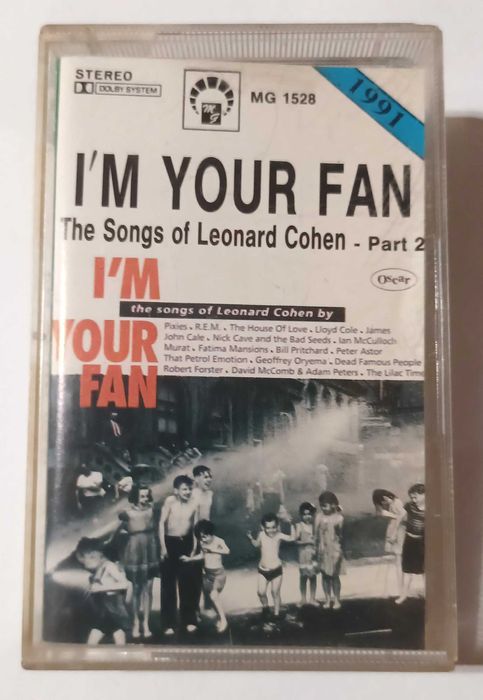 STEREO
DOLBY SYSTEM
MG
MG 1528
1991
I'M YOUR FAN
The Songs of Leonard Cohen - Part 2
Oscar
I'M
YOUR
FAN
the songs of Leonard Cohen by
Pixies . R.E.M. . The House Of Love . Lloyd Cole . James
John Cale . Nick Cave and the Bad Seeds . Ian McCulloch
Murat . Fatima Mansions . Bill Pritchard . Peter Astor
That Petrol Emotion . Geoffrey Oryema . Dead Famous People
Robert Forster . David McComb & Adam Peters . The Lilac Time